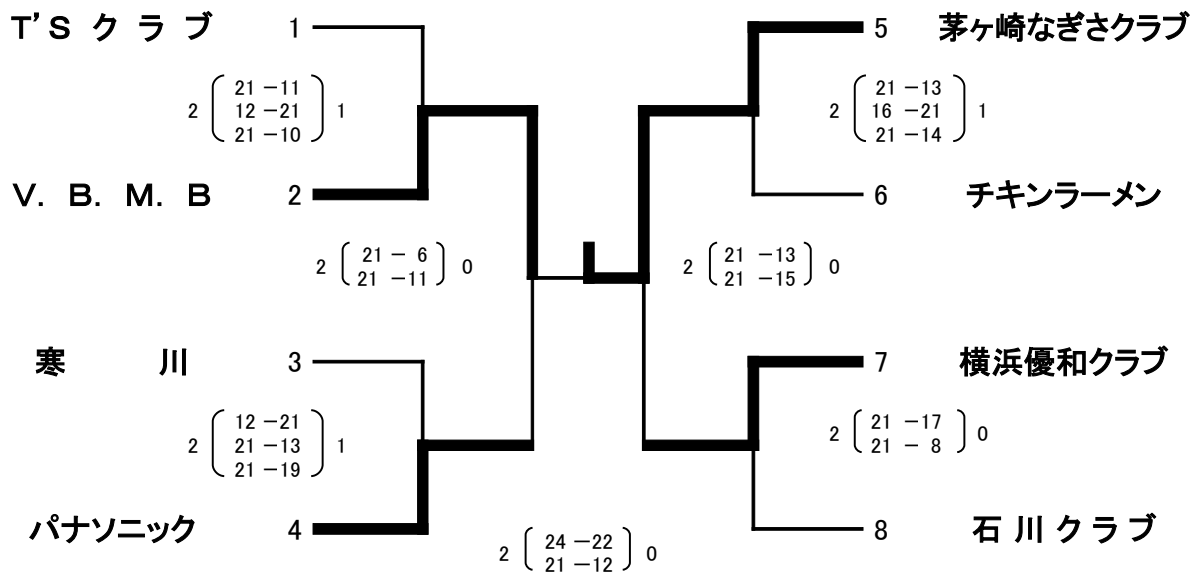 T'S クラブ 1
2 21 －11 1
12 －21
21 －10
V. B. M. B 2
2 21 － 6 0
21 －11
寒 川 3
2 12 －21 1
21 －13
21 －19
パナソニック 4
2 24 －22 0
21 －12
5 茅ヶ崎なぎさクラブ
2 21 －13 1
16 －21
21 －14
6 チキンラーメン
2 21 －13 0
21 －15
7 横浜優和クラブ
2 21 －17 0
21 － 8
8 石川クラブ